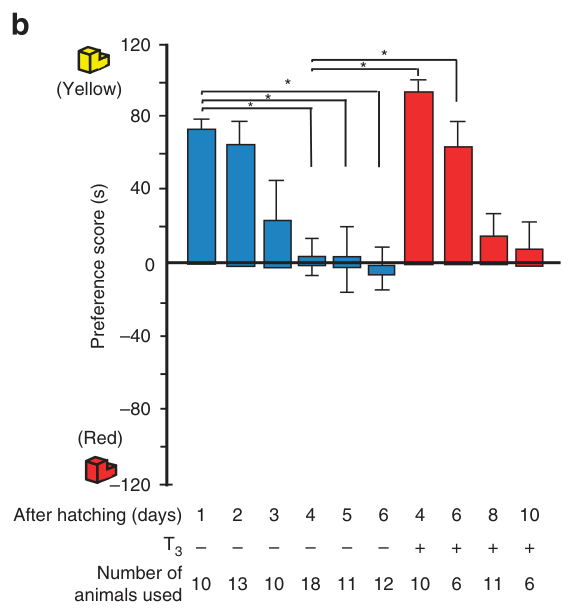 b
120
(Yellow)
*
*
*
*
*
80
40
0
–40
–80
–120
Preference score (s)
(Red)
After hatching (days) 1 2 3 4 5 6 4 6 8 10
T3 – – – – – – + + + +
Number of
animals used 10 13 10 18 11 12 10 6 11 6